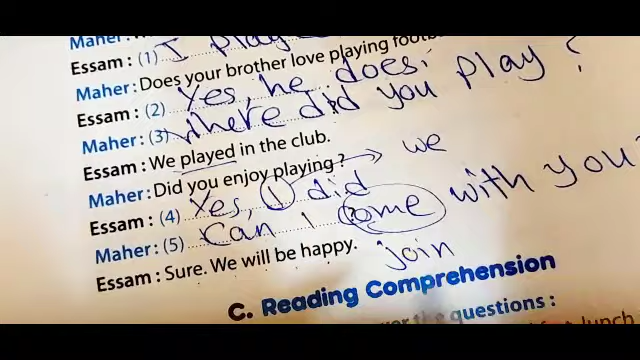 Maher:
Essam : (1) I play
Maher : Does your brother love playing footb
Essam : (2) Yes, he does.
Maher : (3) Where did you play ?
Essam : We played in the club.
Maher : Did you enjoy playing ? → we
Essam : (4) Yes, I did
Maher : (5) Can I come with you?
Essam : Sure. We will be happy. join
C. Reading Comprehension
the questions :
lunch